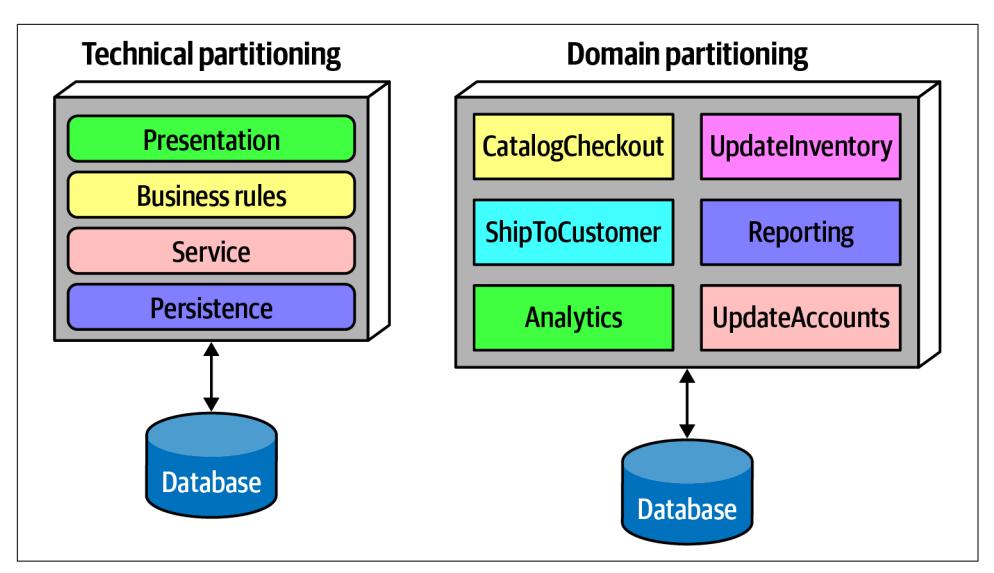 Technical partitioning
Presentation
Business rules
Service
Persistence
Database
Domain partitioning
CatalogCheckout
UpdateInventory
ShipToCustomer
Reporting
Analytics
UpdateAccounts
Database